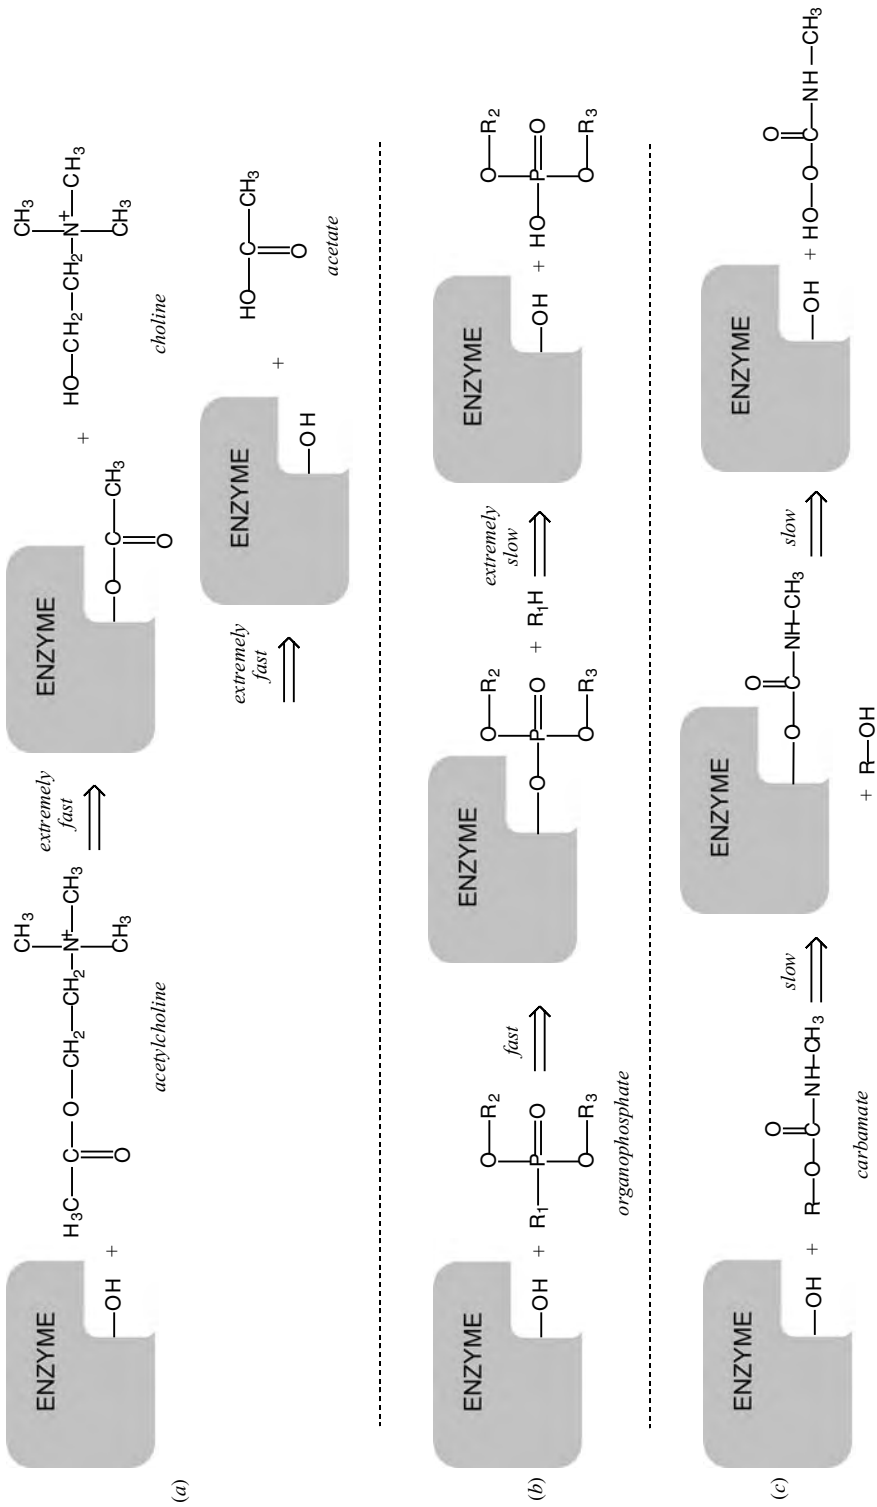 (a)
ENZYME
—OH
+
H₃C—C—O—CH₂—CH₂—N⁺—CH₃
O
CH₃
CH₃
acetylcholine
extremely
fast
ENZYME
—O—C—CH₃
O
+
HO—CH₂—CH₂—N⁺—CH₃
CH₃
CH₃
choline
extremely
fast
ENZYME
—OH
+
HO—C—CH₃
O
acetate
(b)
ENZYME
—OH
+
O—R₂
R₁—P=O
O—R₃
organophosphate
fast
ENZYME
O—R₂
—O—P=O
O—R₃
+ R₁H
extremely
slow
ENZYME
—OH
+
O—R₂
HO—P=O
O—R₃
(c)
ENZYME
—OH
+
O
R—O—C—NH—CH₃
carbamate
slow
ENZYME
O
—O—C—NH—CH₃
+ R—OH
slow
ENZYME
—OH
+
O
HO—O—C—NH—CH₃